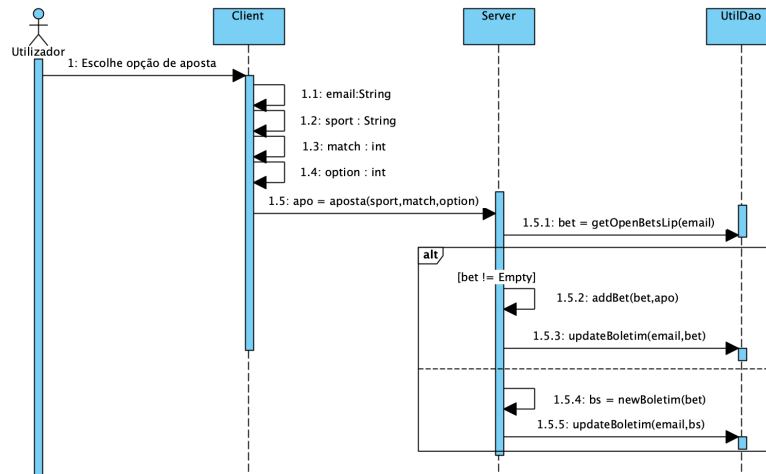 Client
Server
UtilDao
Utilizador
1: Escolhe opção de aposta
1.1: email:String
1.2: sport : String
1.3: match : int
1.4: option : int
1.5: apo = aposta(sport,match,option)
1.5.1: bet = getOpenBetsLip(email)
alt
[bet != Empty]
1.5.2: addBet(bet,apo)
1.5.3: updateBoletim(email,bet)
1.5.4: bs = newBoletim(bet)
1.5.5: updateBoletim(email,bs)